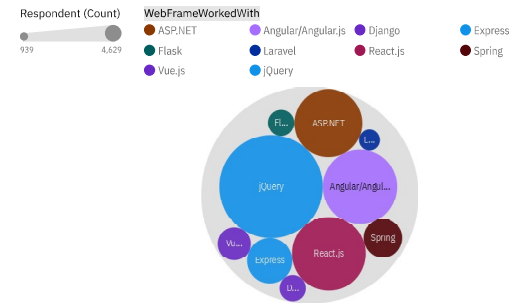 Respondent (Count)
939
4,629
WebFrameWorkedWith
ASP.NET
Angular/Angular.js
Django
Express
Flask
Laravel
React.js
Spring
Vue.js
jQuery
Fl...
ASP.NET
L...
jQuery
Angular/Angul...
Vu...
Express
React.js
Spring
D...